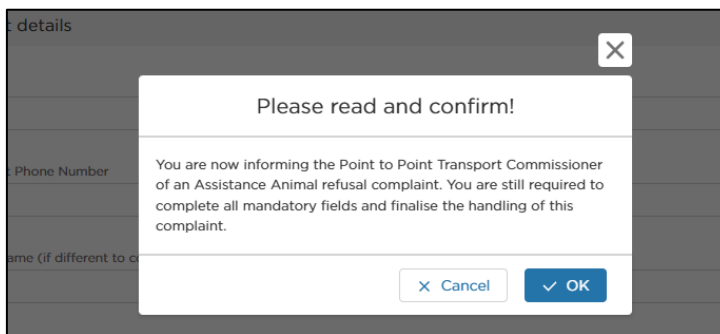 t details
Please read and confirm!
You are now informing the Point to Point Transport Commissioner
of an Assistance Animal refusal complaint. You are still required to
complete all mandatory fields and finalise the handling of this
complaint.
t Phone Number
ame (if different to co
Cancel
OK